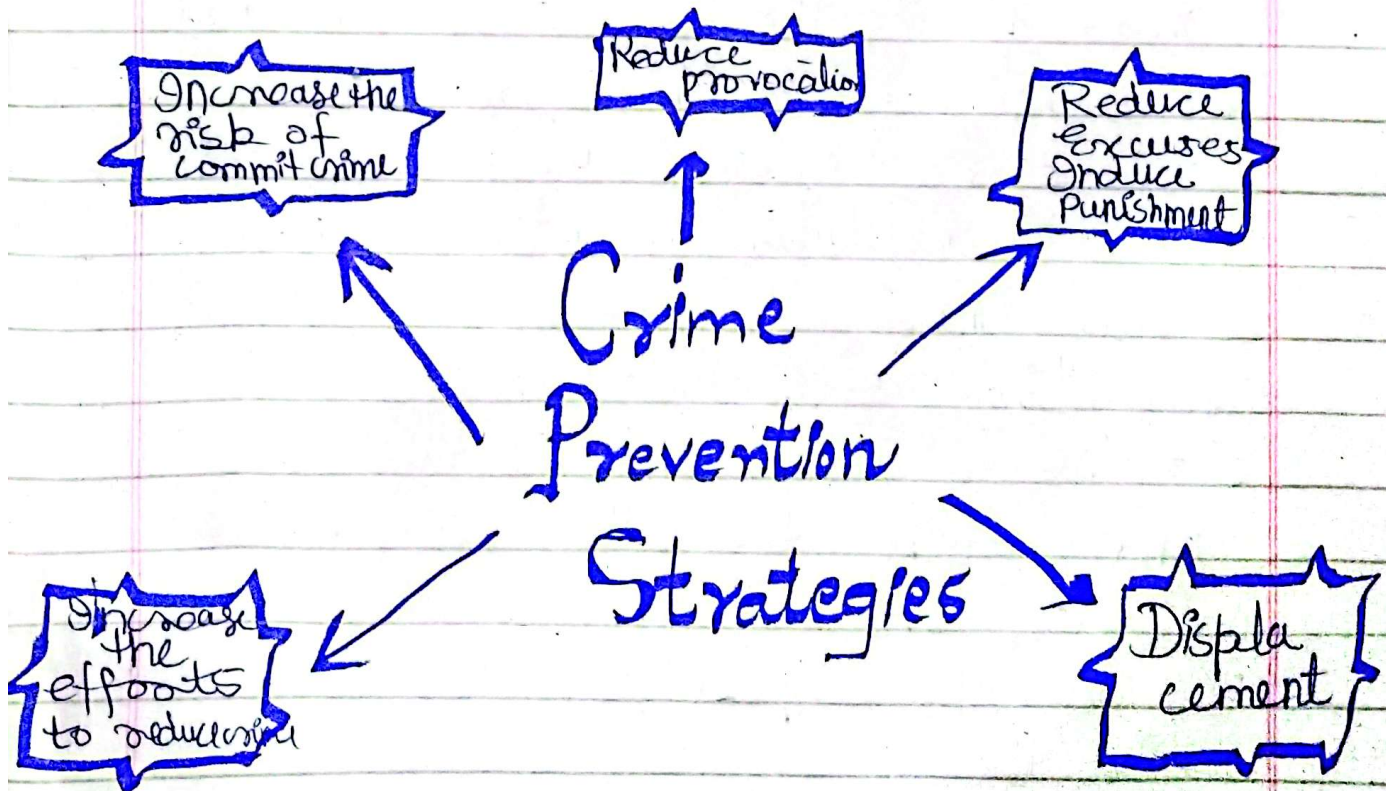 Increase the
risk of
commit crime
Reduce
provocation
Reduce
Excuses
Induce
Punishment
Crime
Prevention
Strategies
Increase
the
efforts
to reduce crime
Displa
cement